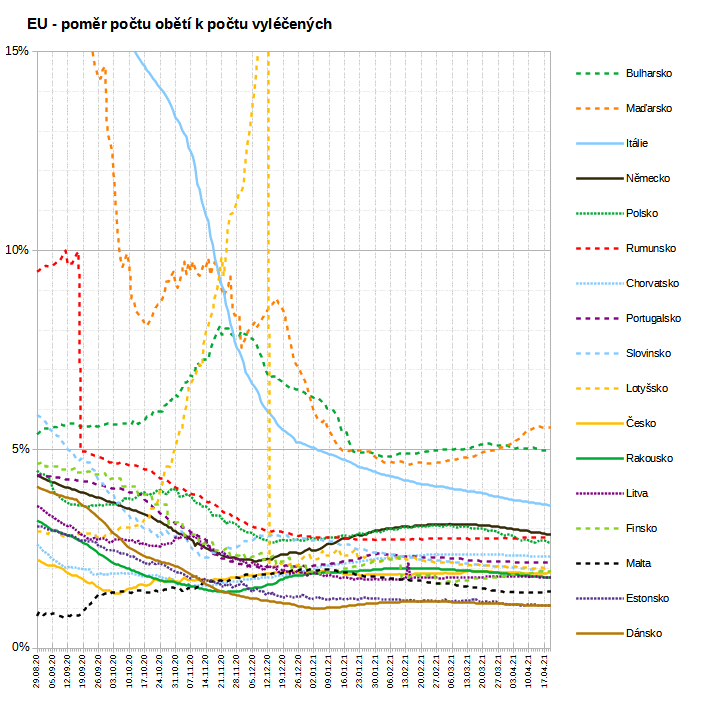 EU - poměr počtu obětí k počtu vyléčených
15%
10%
5%
0%
29.08.20
05.09.20
12.09.20
19.09.20
26.09.20
03.10.20
10.10.20
17.10.20
24.10.20
31.10.20
07.11.20
14.11.20
21.11.20
28.11.20
05.12.20
12.12.20
19.12.20
26.12.20
02.01.21
09.01.21
16.01.21
23.01.21
30.01.21
06.02.21
13.02.21
20.02.21
27.02.21
06.03.21
13.03.21
20.03.21
27.03.21
03.04.21
10.04.21
17.04.21
Bulharsko
Maďarsko
Itálie
Německo
Polsko
Rumunsko
Chorvatsko
Portugalsko
Slovinsko
Lotyšsko
Česko
Rakousko
Litva
Finsko
Malta
Estonsko
Dánsko